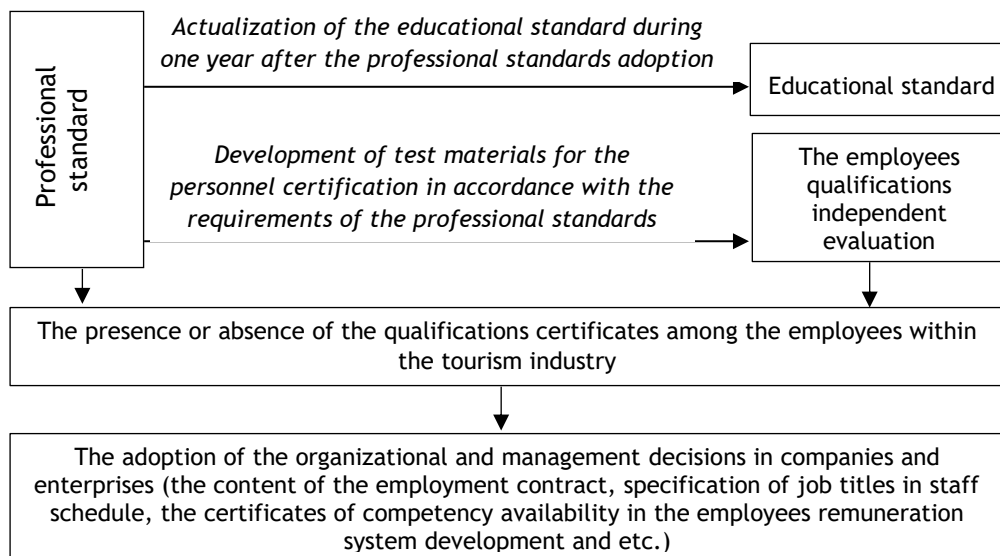 Professional
standard
Actualization of the educational standard during
one year after the professional standards adoption
Educational standard
Development of test materials for the
personnel certification in accordance with the
requirements of the professional standards
The employees
qualifications
independent
evaluation
The presence or absence of the qualifications certificates among the employees within
the tourism industry
The adoption of the organizational and management decisions in companies and
enterprises (the content of the employment contract, specification of job titles in staff
schedule, the certificates of competency availability in the employees remuneration
system development and etc.)